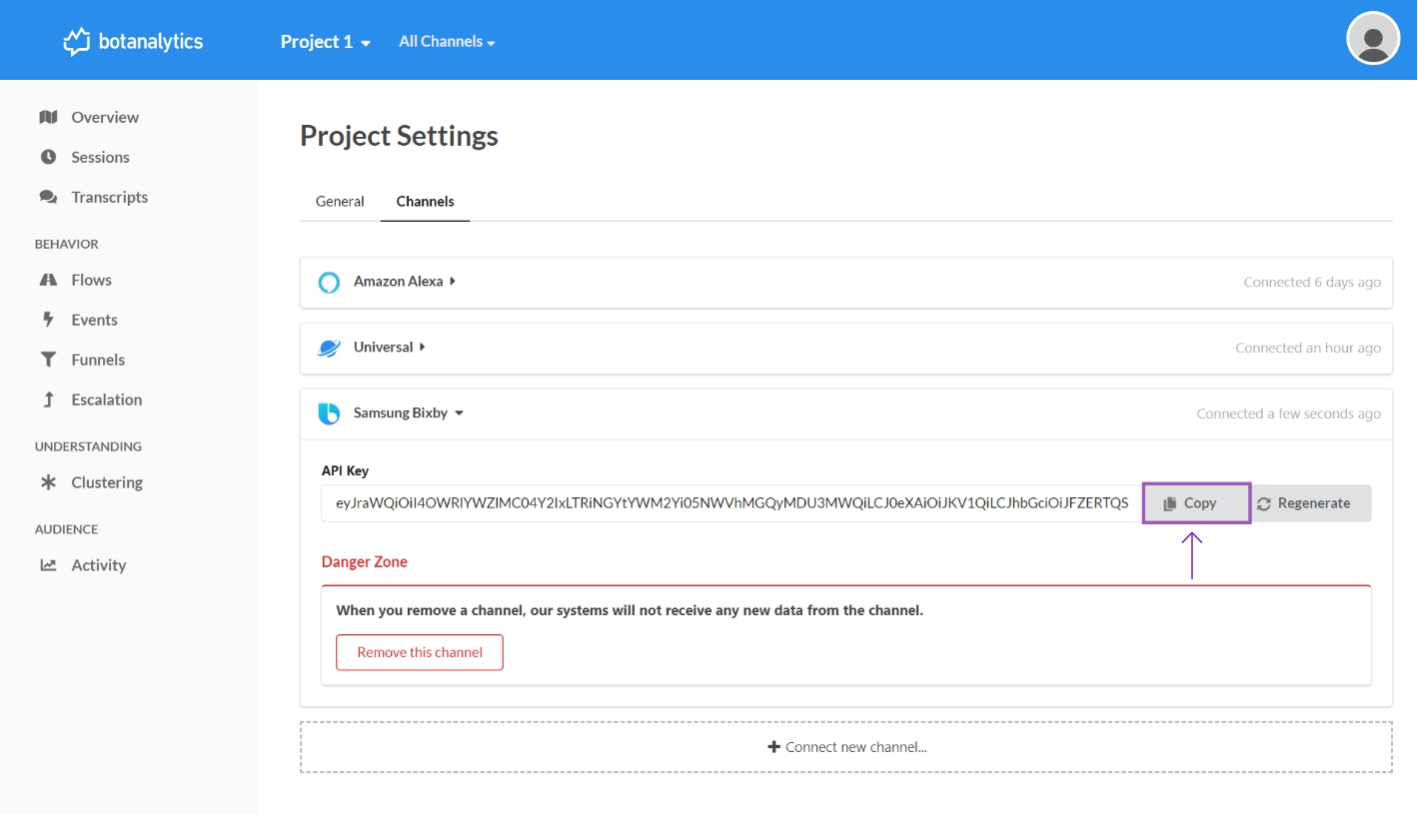 botanalytics
Project 1
All Channels
Overview
Sessions
Transcripts
BEHAVIOR
Flows
Events
Funnels
Escalation
UNDERSTANDING
Clustering
AUDIENCE
Activity
Project Settings
General Channels
Amazon Alexa
Connected 6 days ago
Universal
Connected an hour ago
Samsung Bixby
Connected a few seconds ago
API Key
eyJraWQiOiI4OWRlYWZlMC04Y2IxLTRiNGYtYWM2Yi05NWVhMGQyMDU3MWQiLCJ0eXAiOiJKV1QiLCJhbGciOiJFZERTQS
Copy
Regenerate
Danger Zone
When you remove a channel, our systems will not receive any new data from the channel.
Remove this channel
Connect new channel...